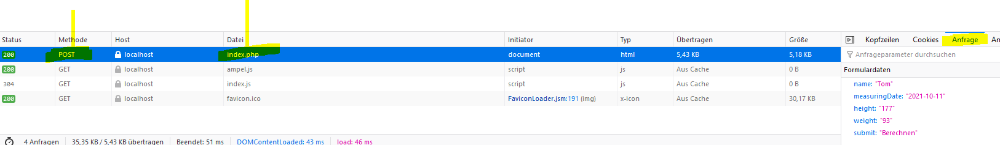 Status Methode Host Datei Initiator Typ Übertragen Größe
200 POST localhost index.php document html 5,43 KB 5,18 KB
200 GET localhost ampel.js script js Aus Cache 0 B
304 GET localhost index.js script js Aus Cache 0 B
200 GET localhost favicon.ico FaviconLoader.jsm:191 (img) x-icon Aus Cache 30,17 KB
4 Anfragen 35,35 KB / 5,43 KB übertragen Beendet: 51 ms DOMContentLoaded: 43 ms load: 46 ms
Kopfzeilen Cookies Anfrage An
Anfrageparameter durchsuchen
Formulardaten
name: "Tom"
measuringDate: "2021-10-11"
height: "177"
weight: "93"
submit: "Berechnen"